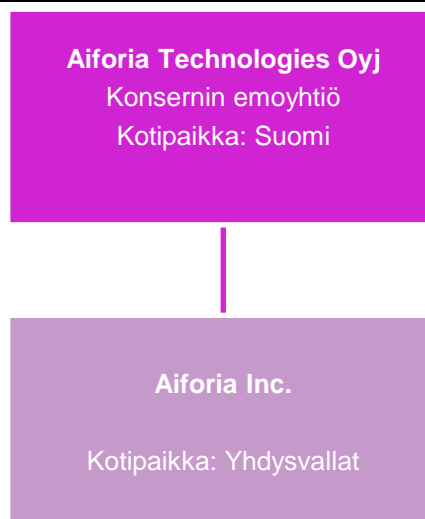 Aiforia Technologies Oyj
Konsernin emoyhtiö
Kotipaikka: Suomi
Aiforia Inc.
Kotipaikka: Yhdysvallat